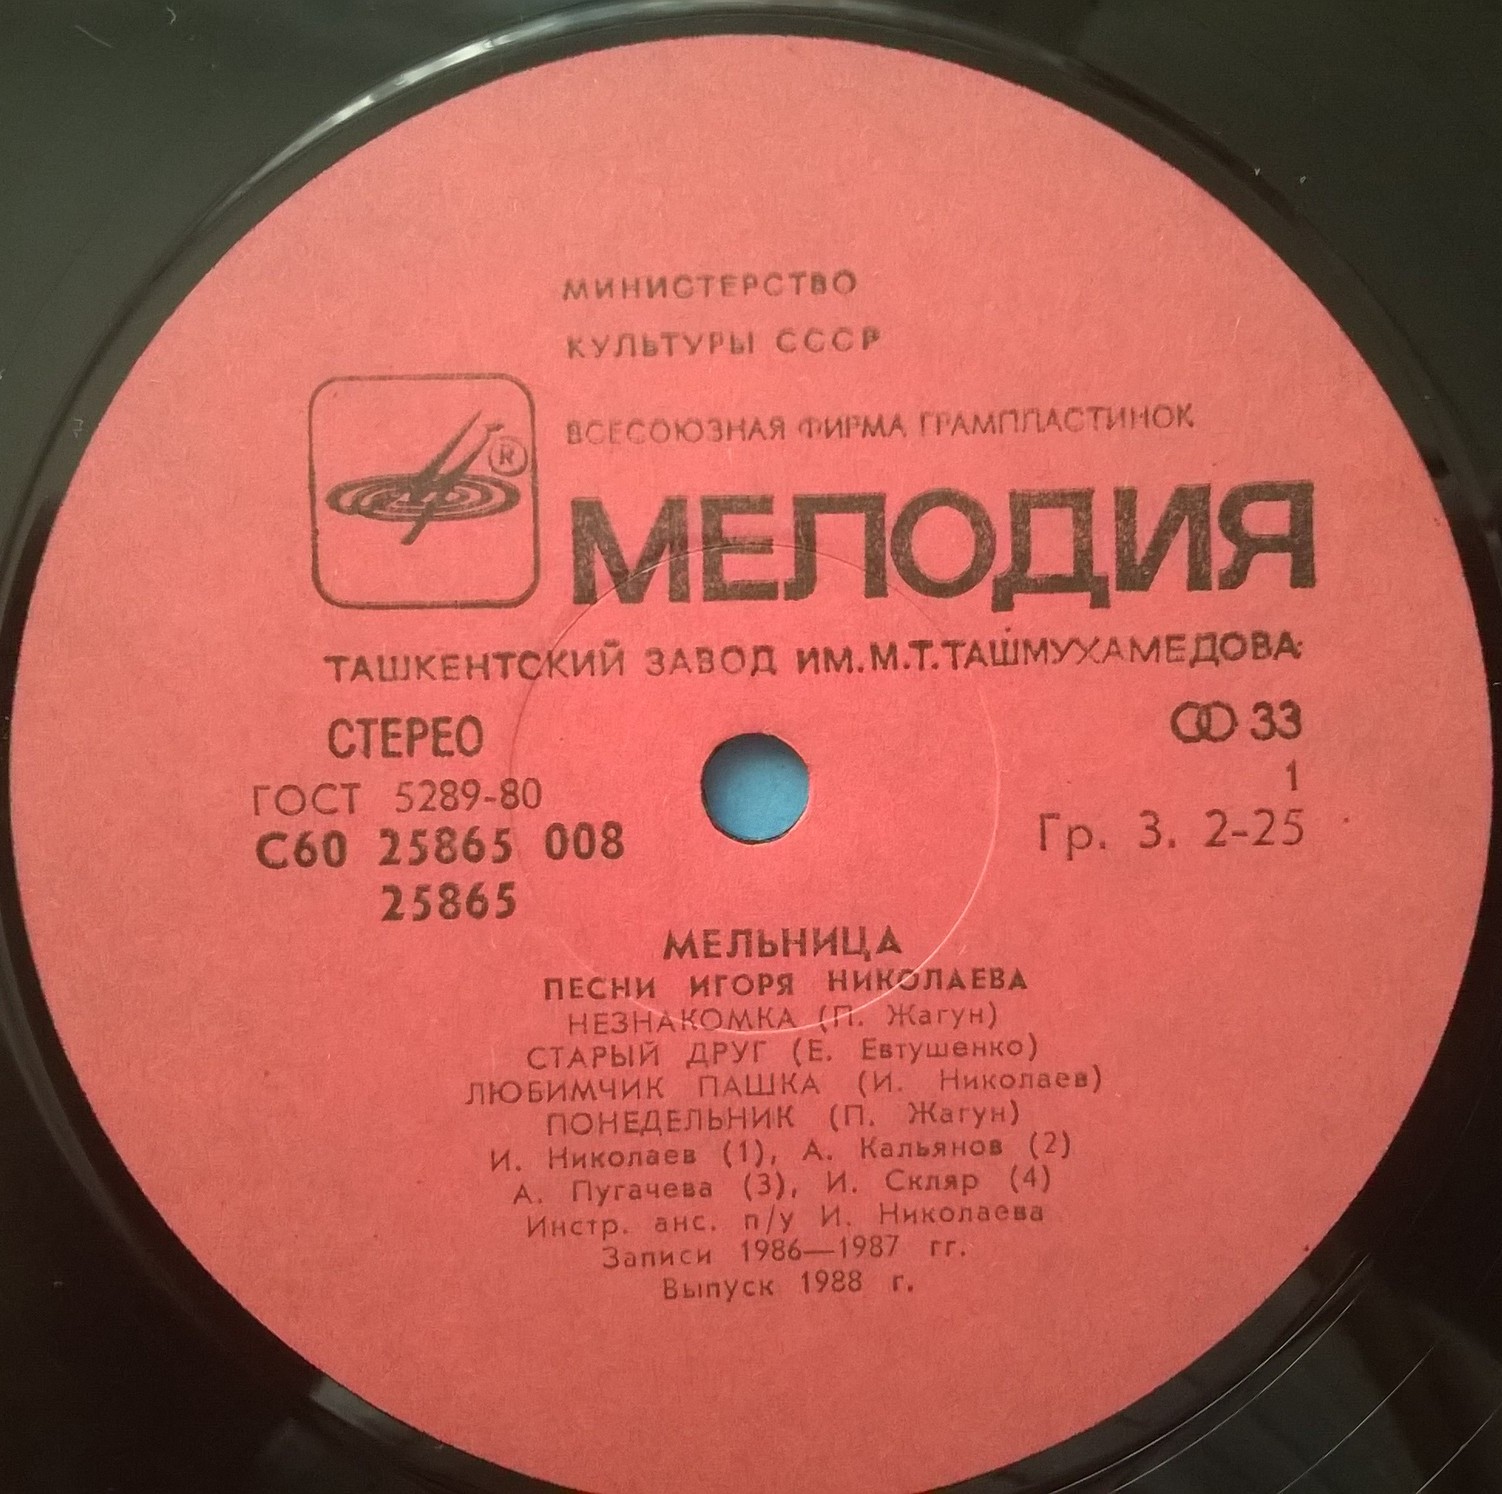 МИНИСТЕРСТВО
КУЛЬТУРЫ СССР
ВСЕСОЮЗНАЯ ФИРМА ГРАМПЛАСТИНОК
®
МЕЛОДИЯ
ТАШКЕНТСКИЙ ЗАВОД ИМ.М.Т.ТАШМУХАМЕДОВА
СТЕРЕО
33
ГОСТ 5289-80
1
С60 25865 008
Гр. 3. 2-25
25865
МЕЛЬНИЦА
ПЕСНИ ИГОРЯ НИКОЛАЕВА
НЕЗНАКОМКА (П. Жагун)
СТАРЫЙ ДРУГ (Е. Евтушенко)
ЛЮБИМЧИК ПАШКА (И. Николаев)
ПОНЕДЕЛЬНИК (П. Жагун)
И. Николаев (1), А. Кальянов (2)
А. Пугачева (3), И. Скляр (4)
Инстр. анс. п/у И. Николаева
Записи 1986—1987 гг.
Выпуск 1988 г.